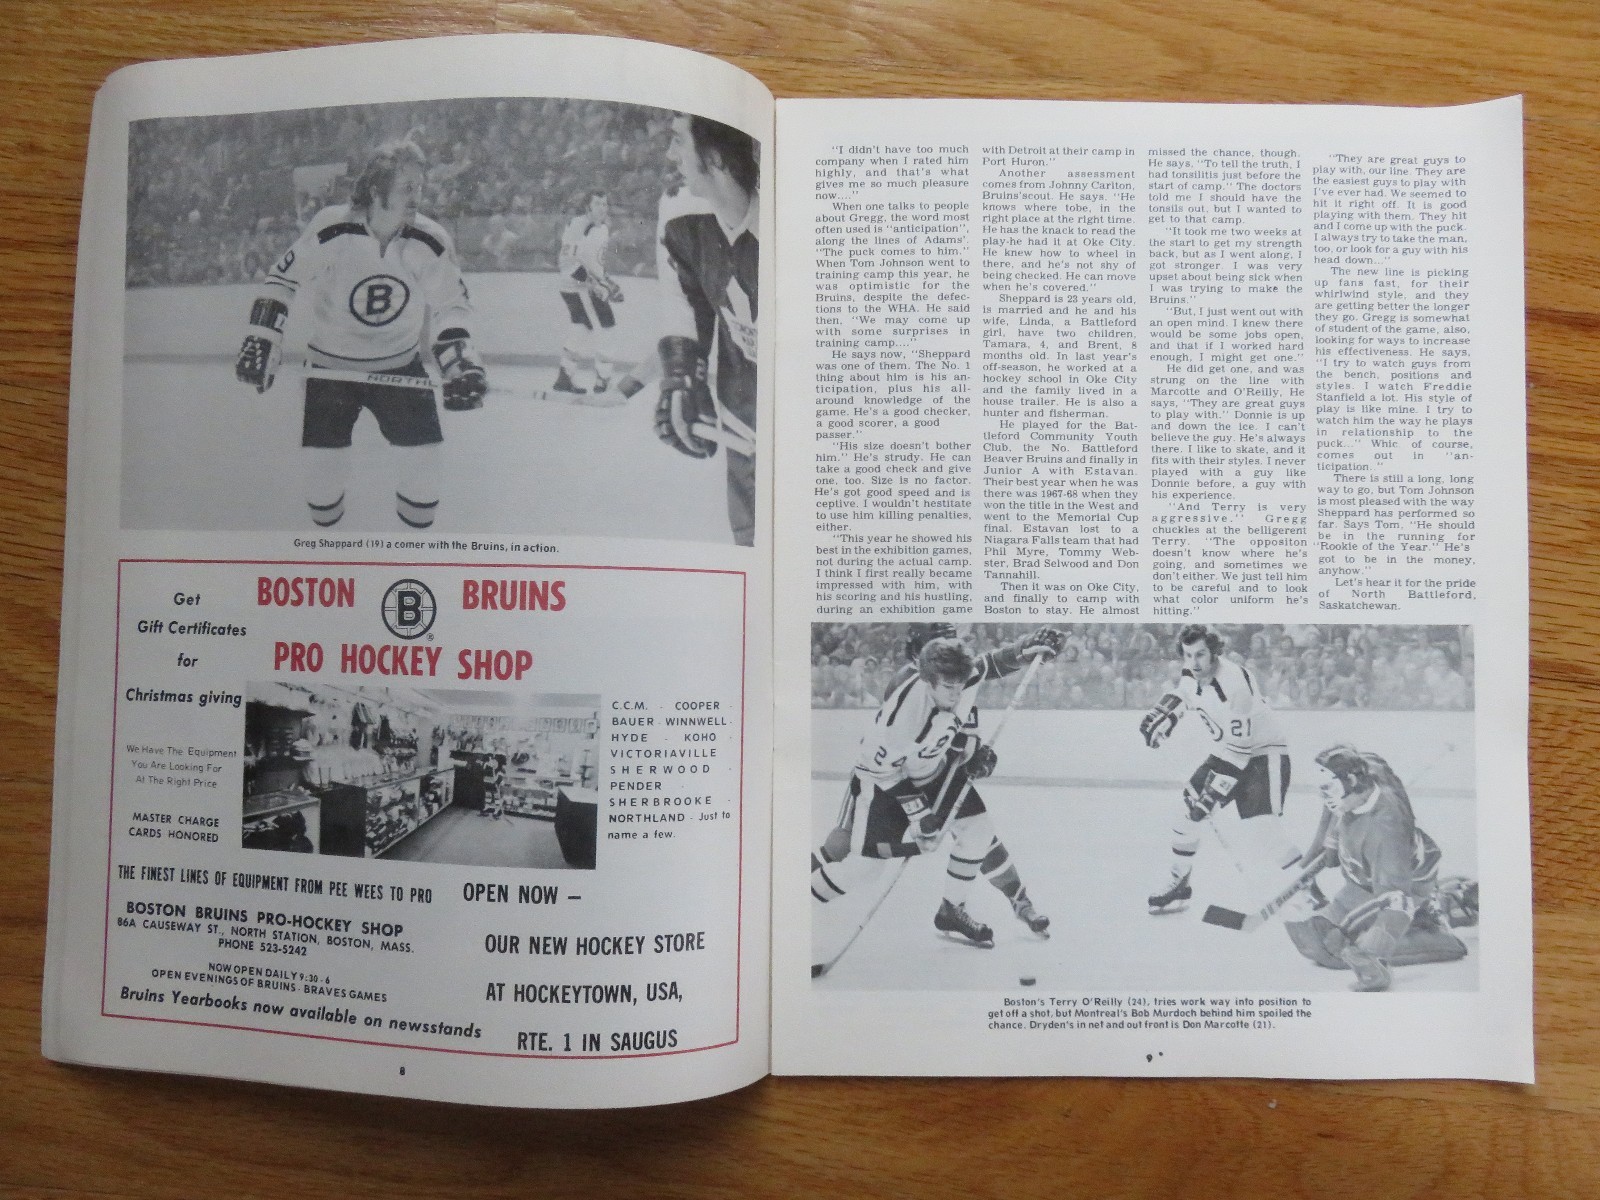 9
B
NORTHL
Greg Shappard (19) a comer with the Bruins, in action.
Get
Gift Certificates
for
Christmas giving
BOSTON B BRUINS
PRO HOCKEY SHOP
We Have The Equipment
You Are Looking For
At The Right Price
MASTER CHARGE
CARDS HONORED
C.C.M. - COOPER
BAUER - WINNWELL -
HYDE - KOHO -
VICTORIAVILLE
SHERWOOD -
PENDER
SHERBROOKE -
NORTHLAND - Just to
name a few.
THE FINEST LINES OF EQUIPMENT FROM PEE WEES TO PRO
BOSTON BRUINS PRO-HOCKEY SHOP
86A CAUSEWAY ST., NORTH STATION, BOSTON, MASS.
PHONE 523-5242
NOW OPEN DAILY 9:30-6
OPEN EVENINGS OF BRUINS - BRAVES GAMES
Bruins Yearbooks now available on newsstands
OPEN NOW —
OUR NEW HOCKEY STORE
AT HOCKEYTOWN, USA,
RTE. 1 IN SAUGUS
8
"I didn't have too much
company when I rated him
highly, and that's what
gives me so much pleasure
now...."
When one talks to people
about Gregg, the word most
often used is "anticipation",
along the lines of Adams'.
"The puck comes to him."
When Tom Johnson went to
training camp this year, he
was optimistic for the
Bruins, despite the defec-
tions to the WHA. He said
then, "We may come up
with some surprises in
training camp...."
He says now, "Sheppard
was one of them. The No. 1
thing about him is his an-
ticipation, plus his all-
around knowledge of the
game. He's a good checker,
a good scorer, a good
passer."
"His size doesn't bother
him." He's strudy. He can
take a good check and give
one, too. Size is no factor.
He's got good speed and is
ceptive. I wouldn't hestitate
to use him killing penalties,
either.
"This year he showed his
best in the exhibition games,
not during the actual camp.
I think I first really became
impressed with him, with
his scoring and his hustling,
during an exhibition game
with Detroit at their camp in
Port Huron."
Another assessment
comes from Johnny Carlton,
Bruins'scout. He says. "He
knows where tobe, in the
right place at the right time.
He has the knack to read the
play-he had it at Oke City.
He knew how to wheel in
there, and he's not shy of
being checked. He can move
when he's covered."
Sheppard is 23 years old,
is married and he and his
wife, Linda, a Battleford
girl, have two children,
Tamara, 4, and Brent, 8
months old. In last year's
off-season, he worked at a
hockey school in Oke City
and the family lived in a
house trailer. He is also a
hunter and fisherman.
He played for the Bat-
tleford Community Youth
Club, the No. Battleford
Beaver Bruins and finally in
Junior A with Estavan.
Their best year when he was
there was 1967-68 when they
won the title in the West and
went to the Memorial Cup
final. Estavan lost to a
Niagara Falls team that had
Phil Myre, Tommy Web-
ster, Brad Selwood and Don
Tannahill.
Then it was on Oke City,
and finally to camp with
Boston to stay. He almost
missed the chance, though.
He says, "To tell the truth, I
had tonsilitis just before the
start of camp." The doctors
told me I should have the
tonsils out, but I wanted to
get to that camp.
"It took me two weeks at
the start to get my strength
back, but as I went along, I
got stronger. I was very
upset about being sick when
I was trying to make the
Bruins."
"But, I just went out with
an open mind. I knew there
would be some jobs open,
and that if I worked hard
enough, I might get one."
He did get one, and was
strung on the line with
Marcotte and O'Reilly, He
says, "They are great guys
to play with." Donnie is up
and down the ice. I can't
believe the guy. He's always
there. I like to skate, and it
fits with their styles. I never
played with a guy like
Donnie before, a guy with
his experience.
"And Terry is very
aggressive." Gregg
chuckles at the belligerent
Terry. "The oppositon
doesn't know where he's
going, and sometimes we
don't either. We just tell him
to be careful and to look
what color uniform he's
hitting."
"They are great guys to
play with, our line. They are
the easiest guys to play with
I've ever had. We seemed to
hit it right off. It is good
playing with them. They hit
and I come up with the puck.
I always try to take the man,
too, or look for a guy with his
head down..."
The new line is picking
up fans fast, for their
whirlwind style, and they
are getting better the longer
they go. Gregg is somewhat
of student of the game, also,
looking for ways to increase
his effectiveness. He says,
"I try to watch guys from
the bench, positions and
styles. I watch Freddie
Stanfield a lot. His style of
play is like mine. I try to
watch him the way he plays
in relationship to the
puck..." Whic of course,
comes out in "an-
ticipation."
There is still a long, long
way to go, but Tom Johnson
is most pleased with the way
Sheppard has performed so
far. Says Tom, "He should
be in the running for
"Rookie of the Year." He's
got to be in the money,
anyhow."
Let's hear it for the pride
of North Battleford,
Saskatchewan.
24
21
Boston's Terry O'Reilly (24), tries work way into position to
get off a shot, but Montreal's Bob Murdoch behind him spoiled the
chance. Dryden's in net and out front is Don Marcotte (21).
9